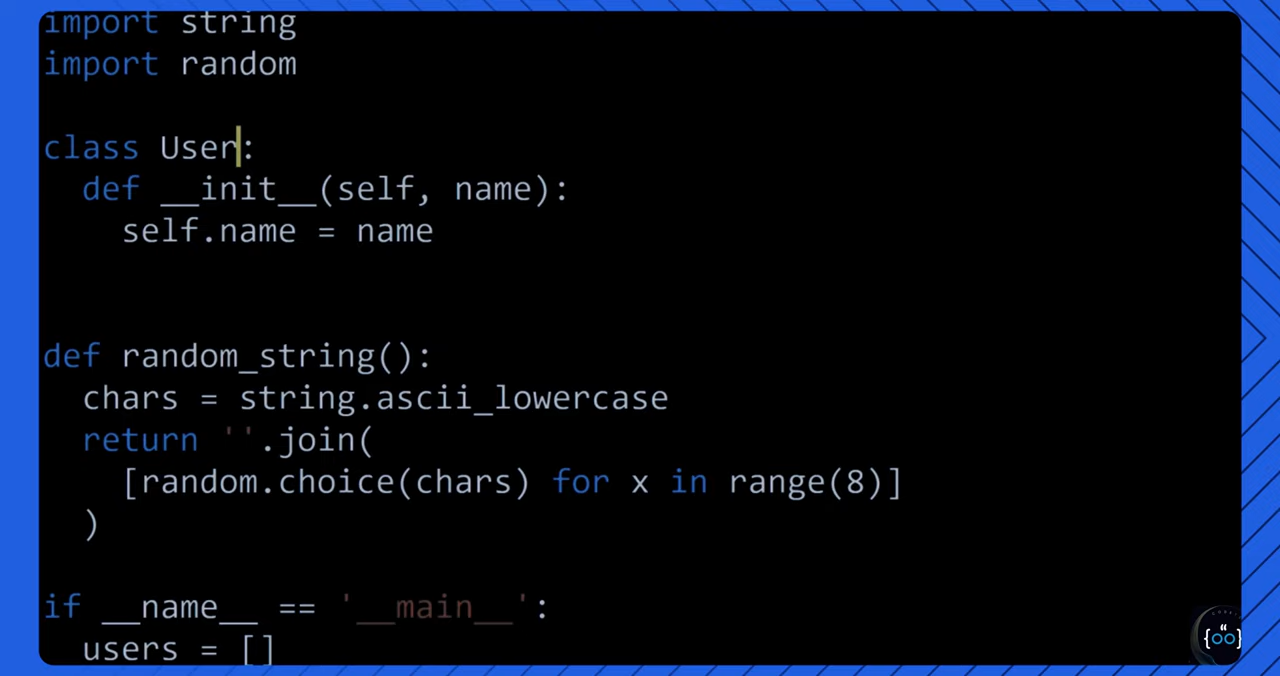 import string
import random
class User:
  def __init__(self, name):
    self.name = name
def random_string():
  chars = string.ascii_lowercase
  return ''.join(
    [random.choice(chars) for x in range(8)]
  )
if __name__ == '__main__':
  users = []
{oo}